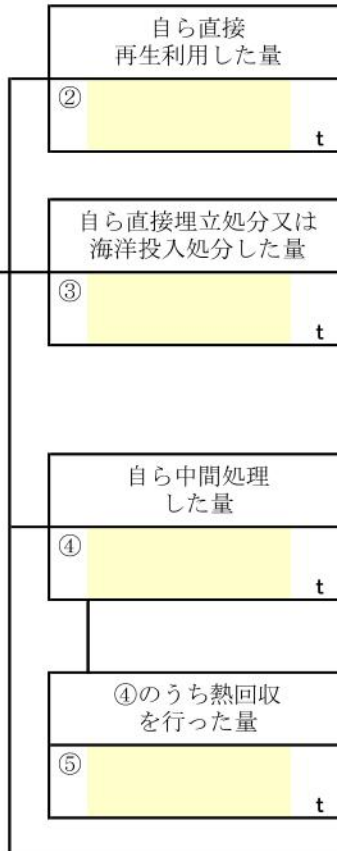 自ら直接
再生利用した量
②
t
自ら直接埋立処分又は
海洋投入処分した量
③
t
自ら中間処理
した量
④
t
④のうち熱回収
を行った量
⑤
t